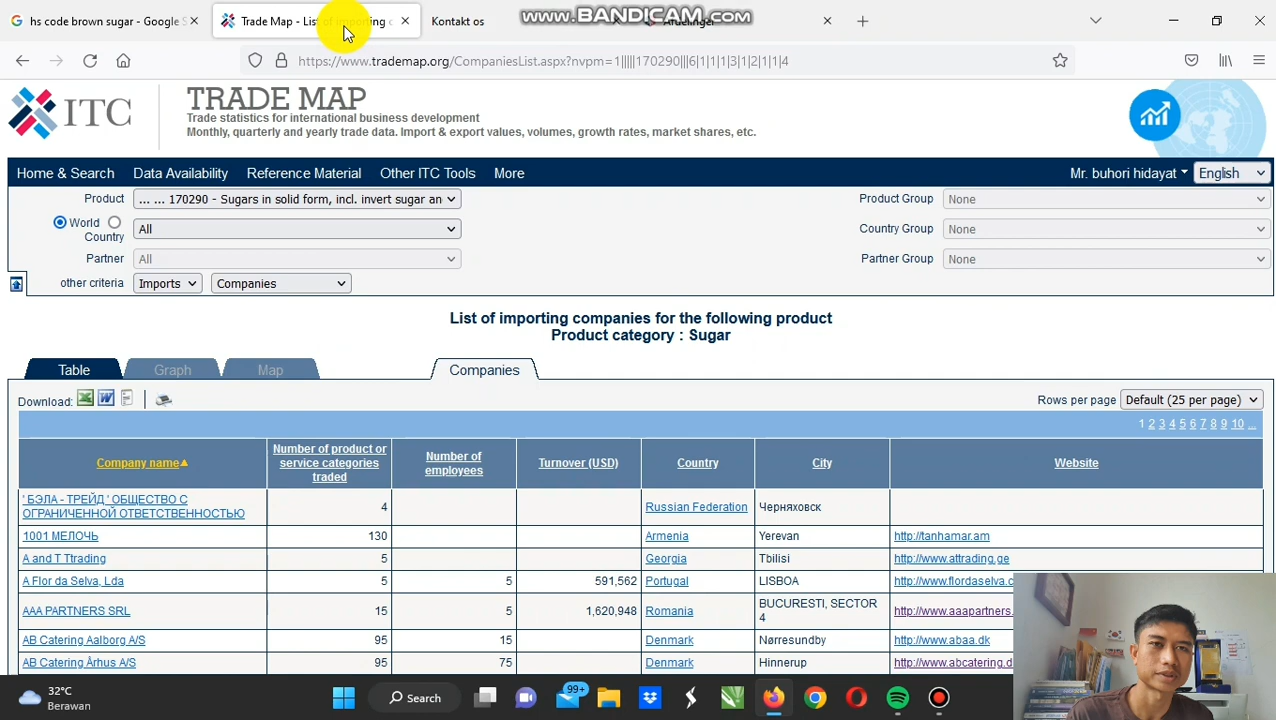 hs code brown sugar - Google S
Trade Map - List of importing c
Kontakt os
www.BANDICAM.com
https://www.trademap.org/CompaniesList.aspx?nvpm=1|||||170290|||6|1|1|1|3|1|2|1|1|4
ITC
TRADE MAP
Trade statistics for international business development
Monthly, quarterly and yearly trade data. Import & export values, volumes, growth rates, market shares, etc.
Home & Search Data Availability Reference Material Other ITC Tools More Mr. buhori hidayat English
Product ... ... 170290 - Sugars in solid form, incl. invert sugar an Product Group None
World Country All Country Group None
Partner All Partner Group None
other criteria Imports Companies
List of importing companies for the following product
Product category : Sugar
Table Graph Map Companies
Download: Rows per page Default (25 per page)
1 2 3 4 5 6 7 8 9 10 ...
Company name Number of product or service categories traded Number of employees Turnover (USD) Country City Website
' БЭЛА - ТРЕЙД ' ОБЩЕСТВО С ОГРАНИЧЕННОЙ ОТВЕТСТВЕННОСТЬЮ 4 Russian Federation Черняховск
1001 МЕЛОЧЬ 130 Armenia Yerevan http://tanhamar.am
A and T Ttrading 5 Georgia Tbilisi http://www.attrading.ge
A Flor da Selva, Lda 5 5 591,562 Portugal LISBOA http://www.flordaselva.c
AAA PARTNERS SRL 15 5 1,620,948 Romania BUCURESTI, SECTOR 4 http://www.aaapartners.
AB Catering Aalborg A/S 95 15 Denmark Nørresundby http://www.abaa.dk
AB Catering Århus A/S 95 75 Denmark Hinnerup http://www.abcatering.d
32°C
Berawan
Search
99+